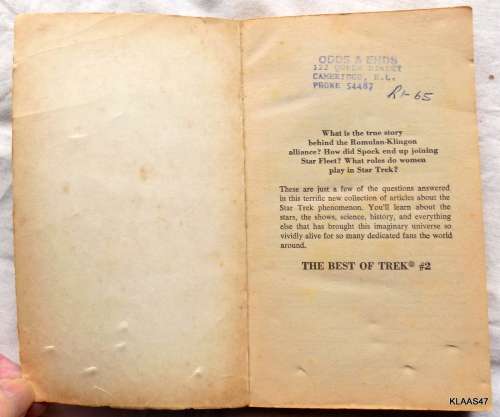 ODDS & ENDS
122 QUEEN STREET
CAMBRIDGE, N.Z.
PHONE 54487
R1-65
What is the true story
behind the Romulan-Klingon
alliance? How did Spock end up joining
Star Fleet? What roles do women
play in Star Trek?
These are just a few of the questions answered
in this terrific new collection of articles about the
Star Trek phenomenon. You'll learn about the
stars, the shows, science, history, and everything
else that has brought this imaginary universe so
vividly alive for so many dedicated fans the world
around.
THE BEST OF TREK® #2
KLAAS47